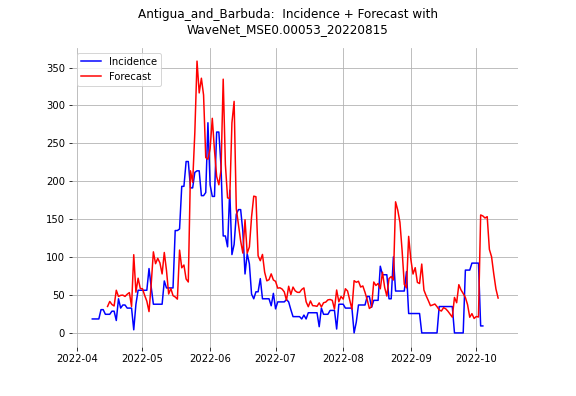 Antigua_and_Barbuda:  Incidence + Forecast with
WaveNet_MSE0.00053_20220815
Incidence
Forecast
350
300
250
200
150
100
50
0
2022-04 2022-05 2022-06 2022-07 2022-08 2022-09 2022-10